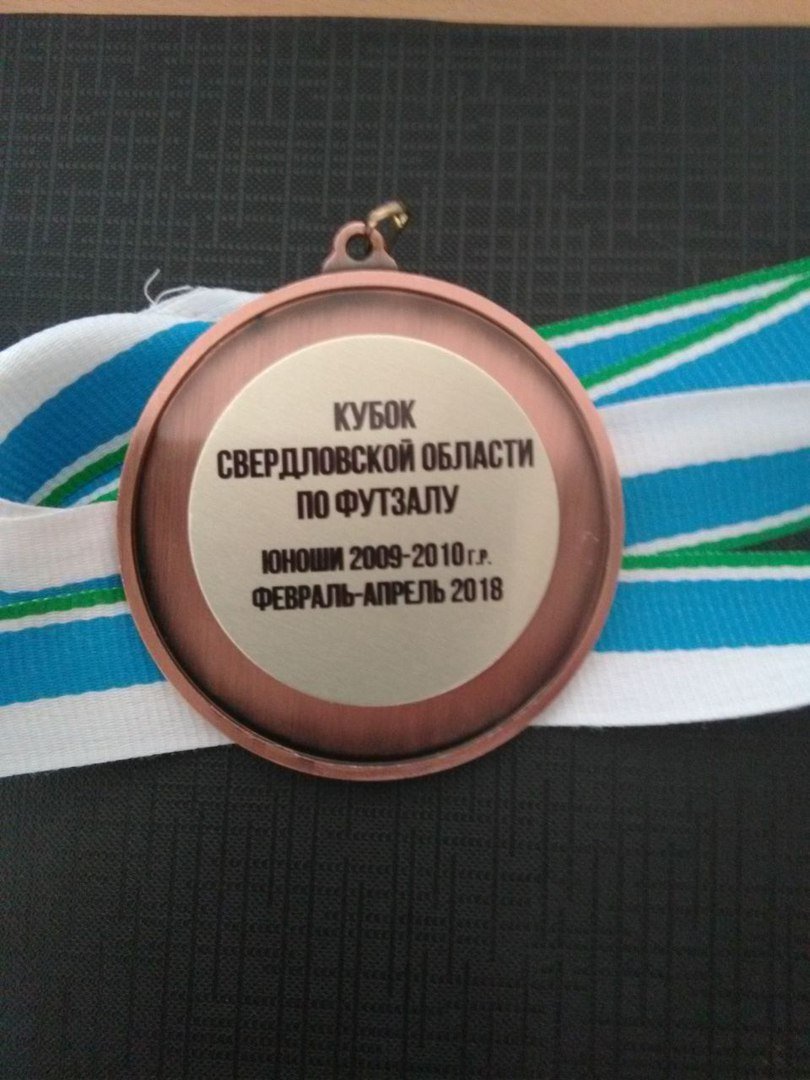 КУБОК
СВЕРДЛОВСКОЙ ОБЛАСТИ
ПО ФУТЗАЛУ
ЮНОШИ 2009-2010 г.р.
ФЕВРАЛЬ-АПРЕЛЬ 2018